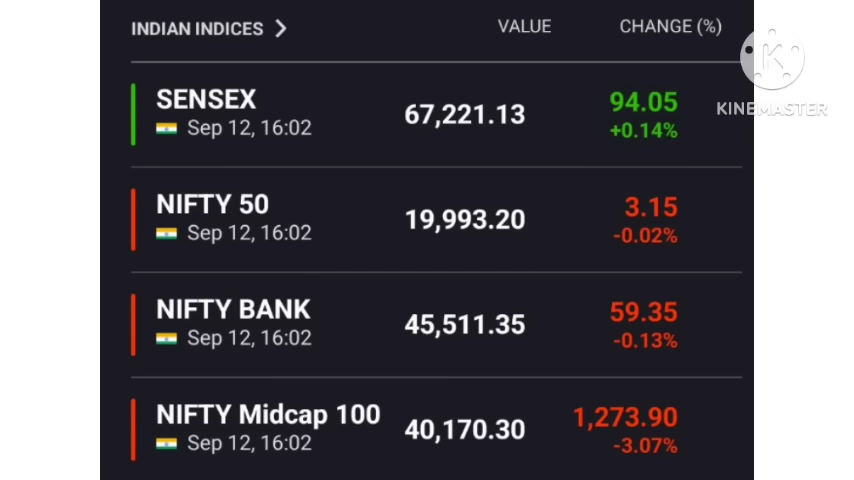 INDIAN INDICES > VALUE CHANGE (%)
K
KINEMASTER
SENSEX 67,221.13 94.05
Sep 12, 16:02 +0.14%
NIFTY 50 19,993.20 3.15
Sep 12, 16:02 -0.02%
NIFTY BANK 45,511.35 59.35
Sep 12, 16:02 -0.13%
NIFTY Midcap 100 40,170.30 1,273.90
Sep 12, 16:02 -3.07%